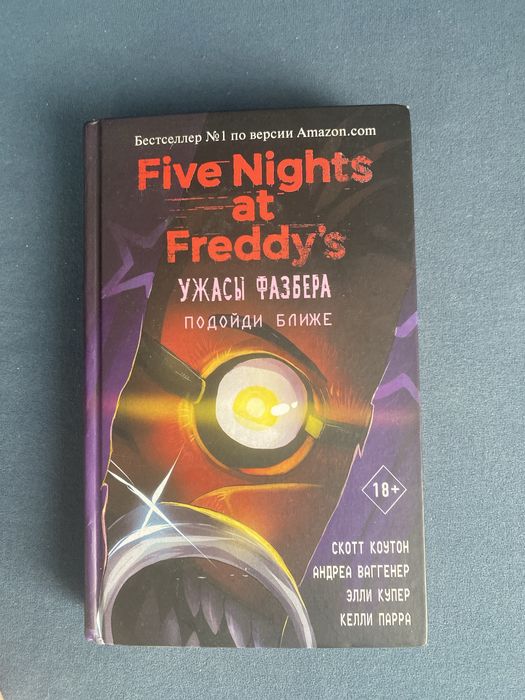 Бестселлер №1 по версии Amazon.com
Five Nights
at
Freddy's
УЖАСЫ ФАЗБЕРА
ПОДОЙДИ БЛИЖЕ
18+
СКОТТ КОУТОН
АНДРЕА ВАГГЕНЕР
ЭЛЛИ КУПЕР
КЕЛЛИ ПАРРА